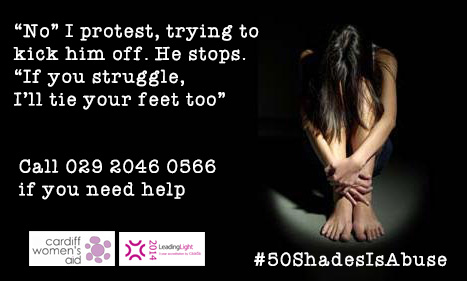 “No” I protest, trying to
kick him off. He stops.
“If you struggle,
I’ll tie your feet too”
Call 029 2046 0566
if you need help
cardiff
women's
aid
2014
LeadingLight
#50ShadesIsAbuse